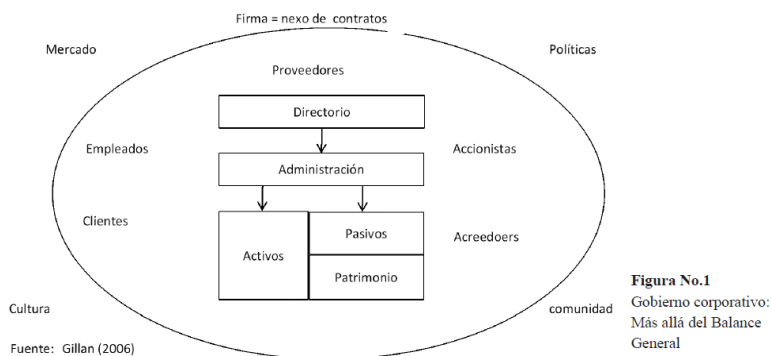 Firma = nexo de contratos
Mercado
Políticas
Proveedores
Directorio
Empleados
Accionistas
Administración
Clientes
Pasivos
Acreedoers
Activos
Patrimonio
Cultura
comunidad
Fuente: Gillan (2006)
Figura No.1
Gobierno corporativo:
Más allá del Balance
General